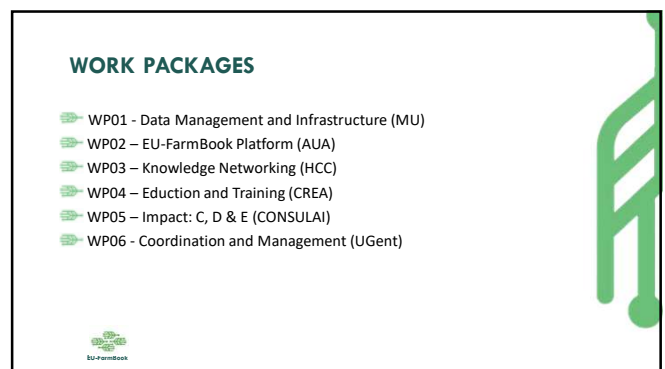 WORK PACKAGES
WP01 - Data Management and Infrastructure (MU)
WP02 – EU-FarmBook Platform (AUA)
WP03 – Knowledge Networking (HCC)
WP04 – Eduction and Training (CREA)
WP05 – Impact: C, D & E (CONSULAI)
WP06 - Coordination and Management (UGent)
EU-FarmBook